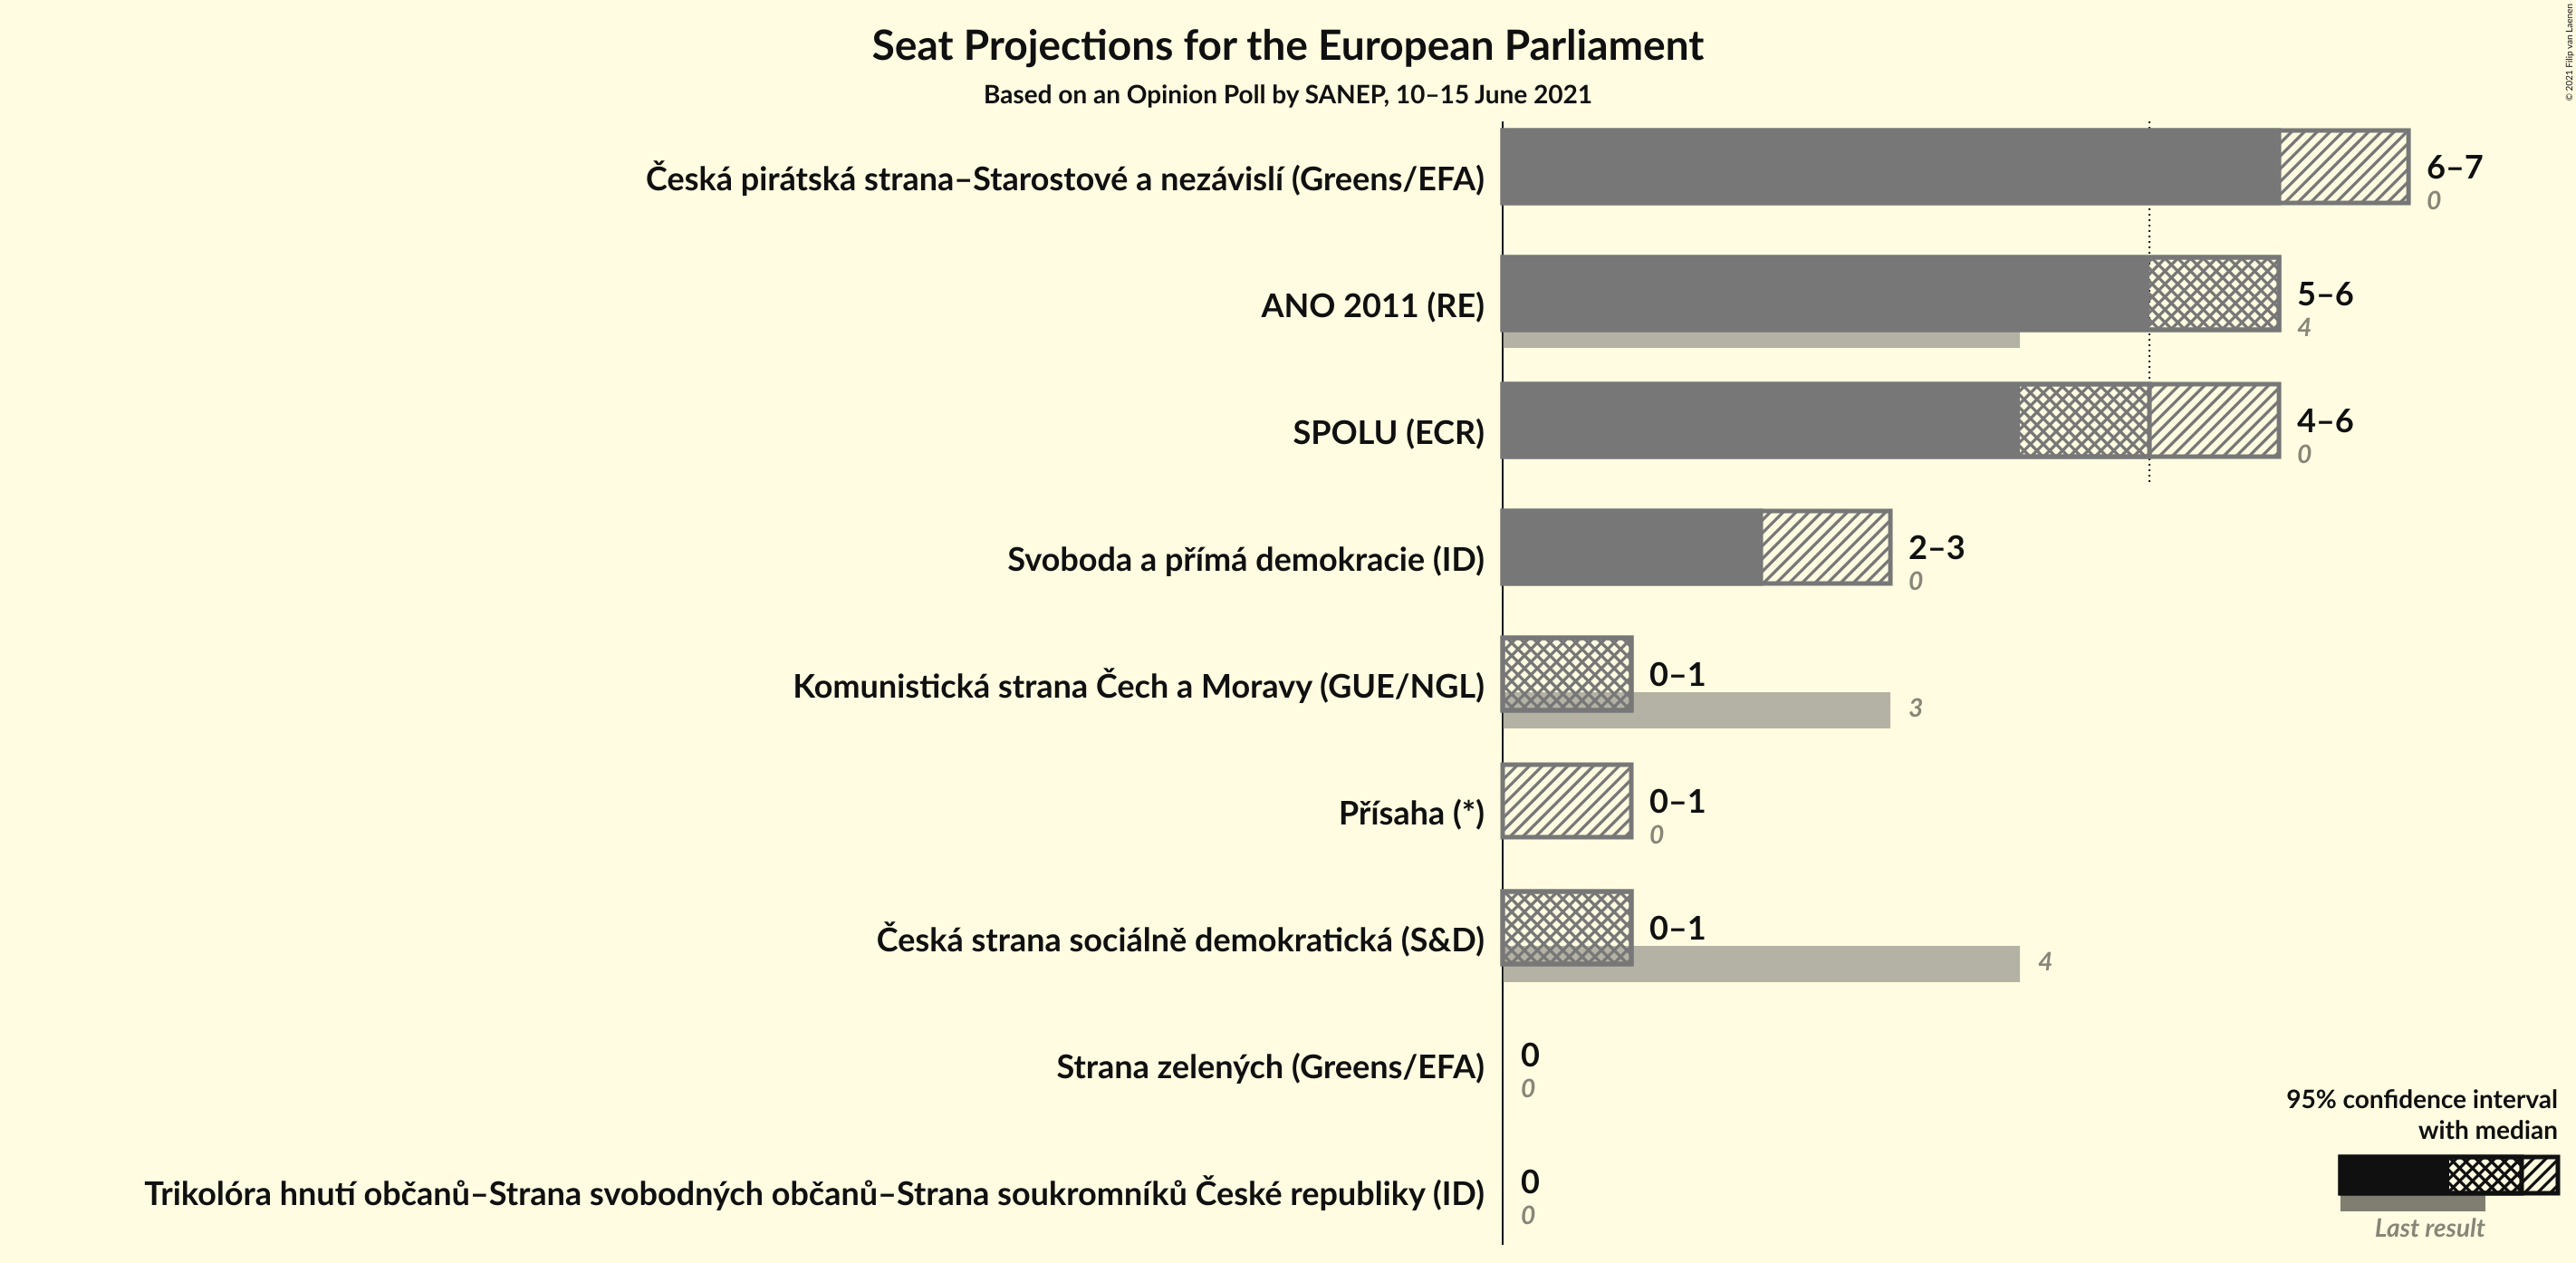 Seat Projections for the European Parliament
Based on an Opinion Poll by SANEP, 10–15 June 2021
© 2021 Filip van Laenen
Česká pirátská strana–Starostové a nezávislí (Greens/EFA)
6–7
0
ANO 2011 (RE)
5–6
4
SPOLU (ECR)
4–6
0
Svoboda a přímá demokracie (ID)
2–3
0
Komunistická strana Čech a Moravy (GUE/NGL)
0–1
3
Přísaha (*)
0–1
0
Česká strana sociálně demokratická (S&D)
0–1
4
Strana zelených (Greens/EFA)
0
0
Trikolóra hnutí občanů–Strana svobodných občanů–Strana soukromníků České republiky (ID)
0
0
95% confidence interval
with median
Last result